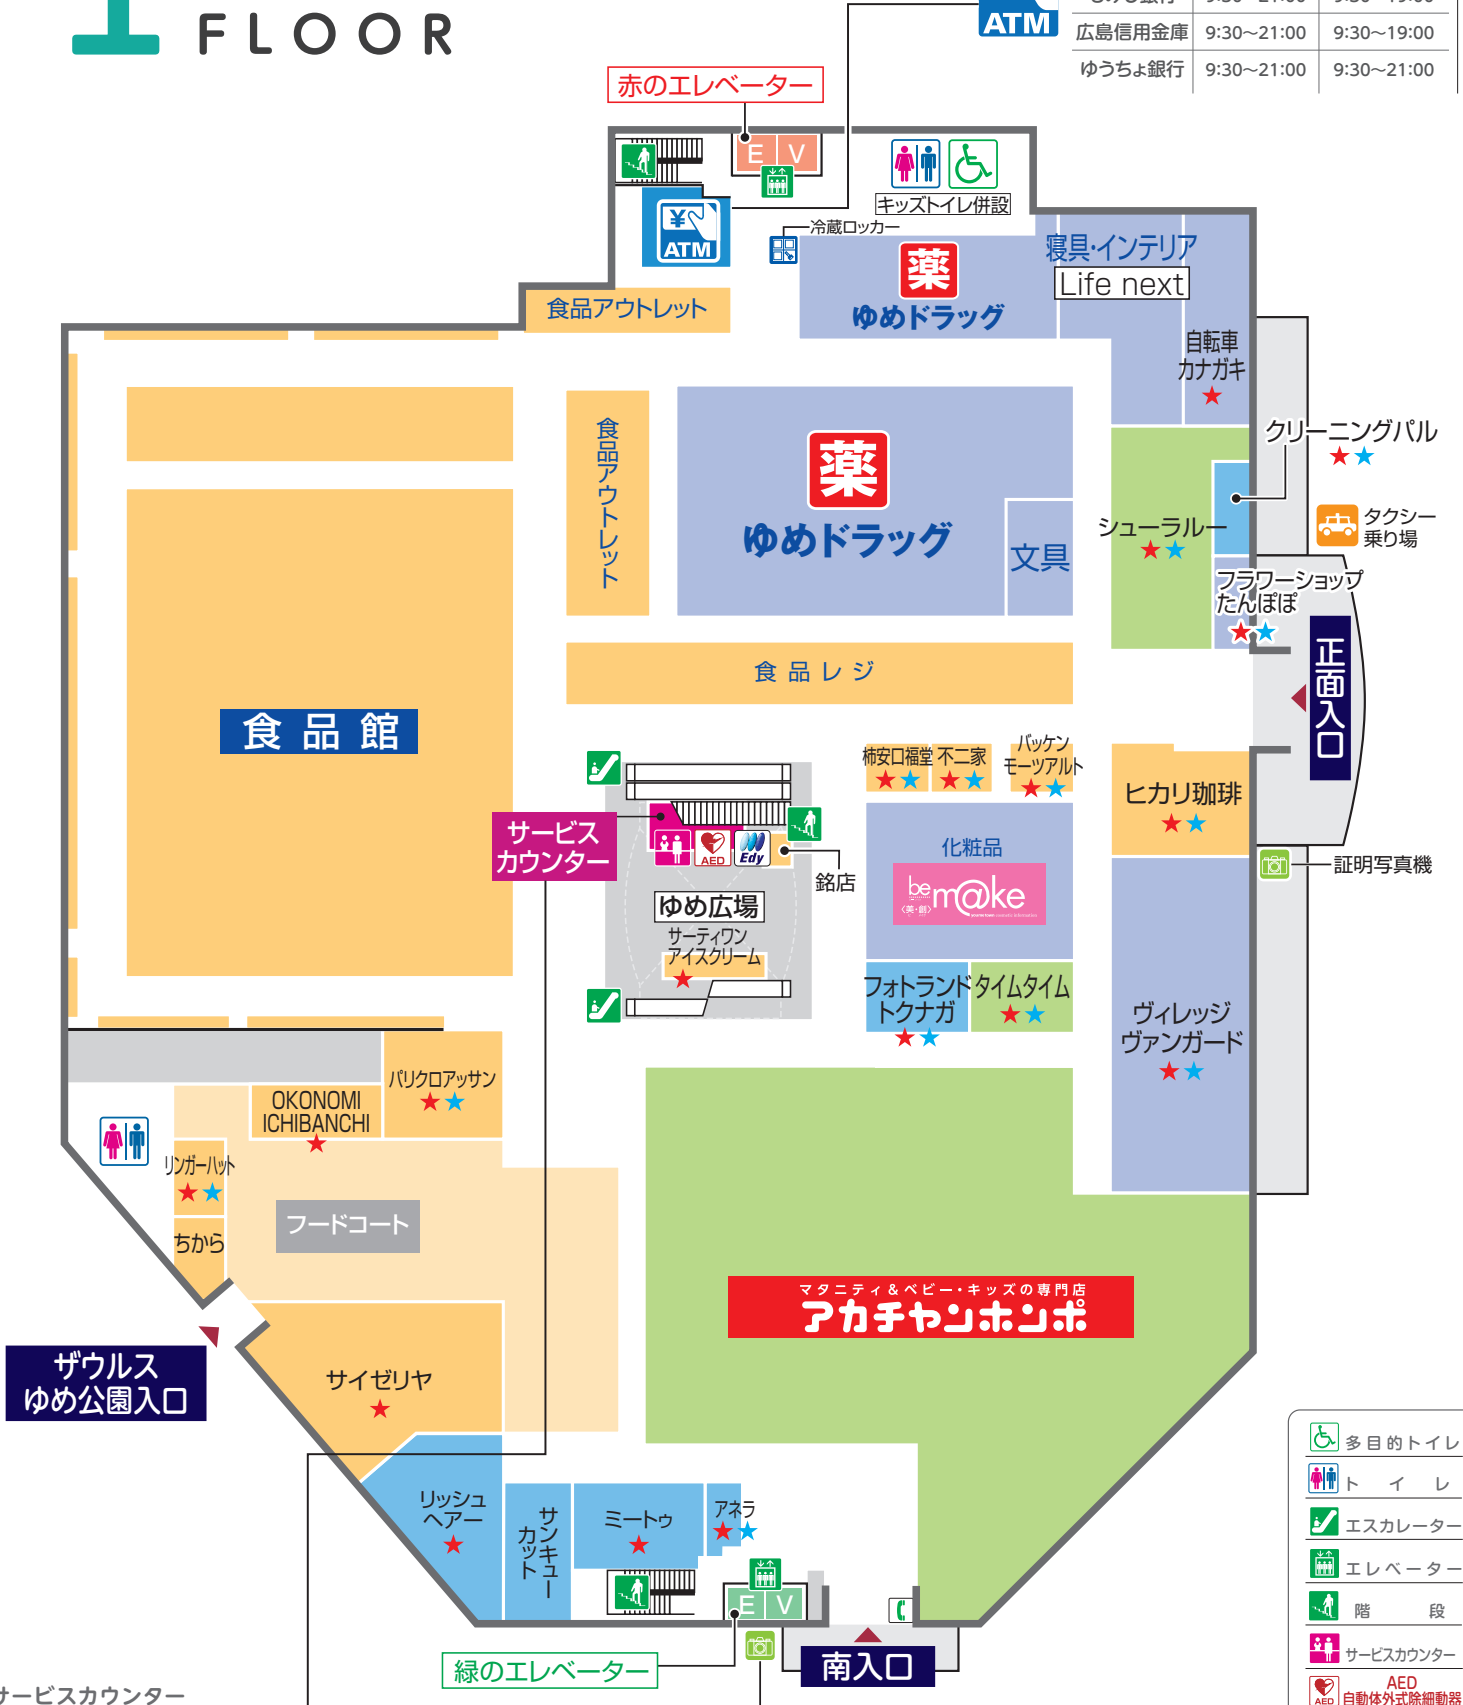 FLOOR
ATM
広島信用金庫 9:30〜21:00 9:30〜19:00
ゆうちょ銀行 9:30〜21:00 9:30〜21:00
赤のエレベーター
E V
¥
ATM
キッズトイレ併設
冷蔵ロッカー
薬
ゆめドラッグ
寝具・インテリア
Life next
食品アウトレット
自転車
カナガキ
★
食品アウトレット
薬
ゆめドラッグ
文具
クリーニングパル
★★
シューラルー
★★
タクシー
乗り場
フラワーショップ
たんぽぽ
★★
正面入口
食品レジ
食品館
柿安口福堂
★★
不二家
★★
バッケン
モーツアルト
★★
ヒカリ珈琲
★★
サービス
カウンター
AED
Edy
銘店
ゆめ広場
サーティワン
アイスクリーム
★
化粧品
be m@ke
〈美・創〉
証明写真機
フォトランド
トクナガ
★★
タイムタイム
★★
ヴィレッジ
ヴァンガード
★★
パリクロアッサン
★★
OKONOMI
ICHIBANCHI
★
リンガーハット
★★
ちから
フードコート
マタニティ&ベビー・キッズの専門店
アカチャンホンポ
ザウルス
ゆめ公園入口
サイゼリヤ
★
リッシュ
ヘアー
★
サンキュー
カット
ミートゥ
★
アネラ
★★
E V
緑のエレベーター
南入口
多目的トイレ
トイレ
エスカレーター
エレベーター
階段
サービスカウンター
AED
AED
自動体外式除細動器
サービスカウンター